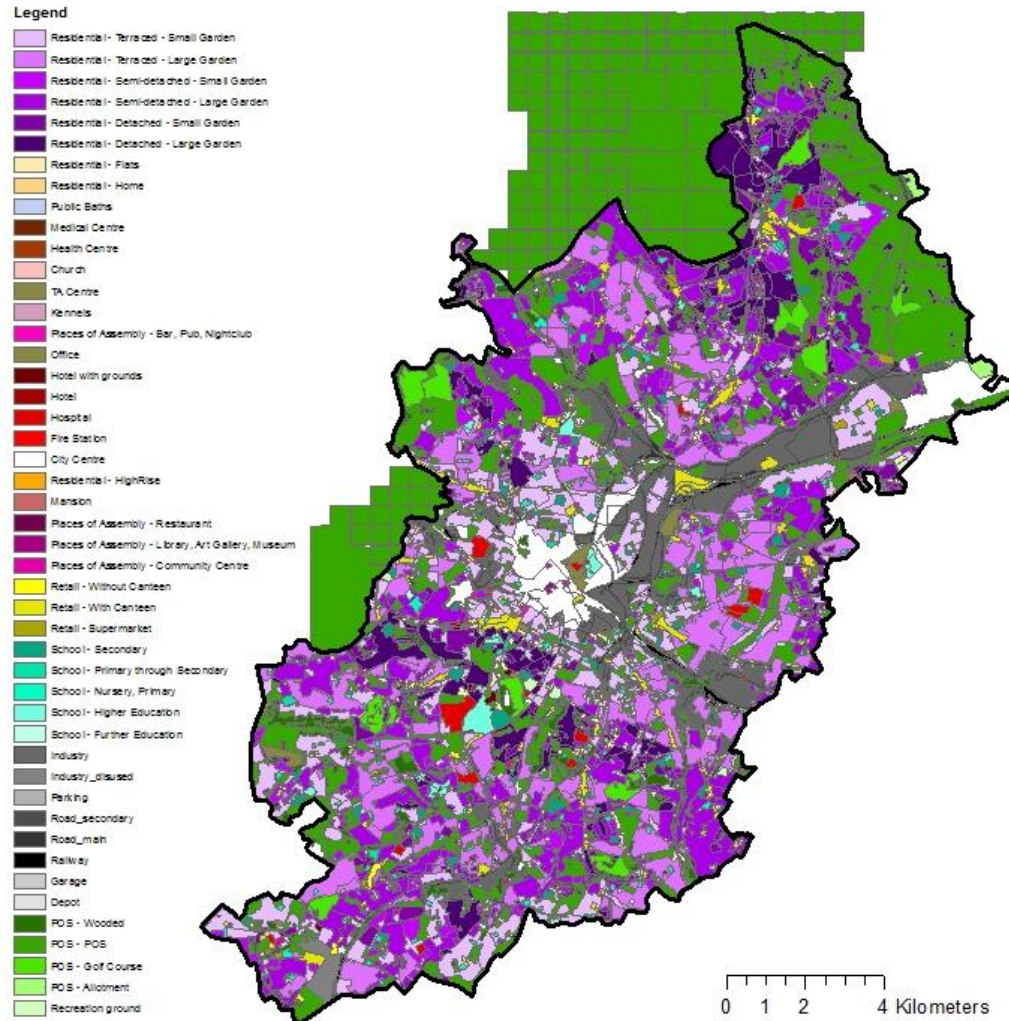 Legend
Residential - Terraced - Small Garden
Residential - Terraced - Large Garden
Residential - Semi-detached - Small Garden
Residential - Semi-detached - Large Garden
Residential - Detached - Small Garden
Residential - Detached - Large Garden
Residential - Flats
Residential - Home
Public Baths
Medical Centre
Health Centre
Church
TA Centre
Kennels
Places of Assembly - Bar, Pub, Nightclub
Office
Hotel with grounds
Hotel
Hospital
Fire Station
City Centre
Residential - HighRise
Mansion
Places of Assembly - Restaurant
Places of Assembly - Library, Art Gallery, Museum
Places of Assembly - Community Centre
Retail - Without Canteen
Retail - With Canteen
Retail - Supermarket
School - Secondary
School - Primary through Secondary
School - Nursery, Primary
School - Higher Education
School - Further Education
Industry
Industry_disused
Parking
Road_secondary
Road_main
Railway
Garage
Depot
POS - Wooded
POS - POS
POS - Golf Course
POS - Allotment
Recreation ground
0 1 2 4 Kilometers